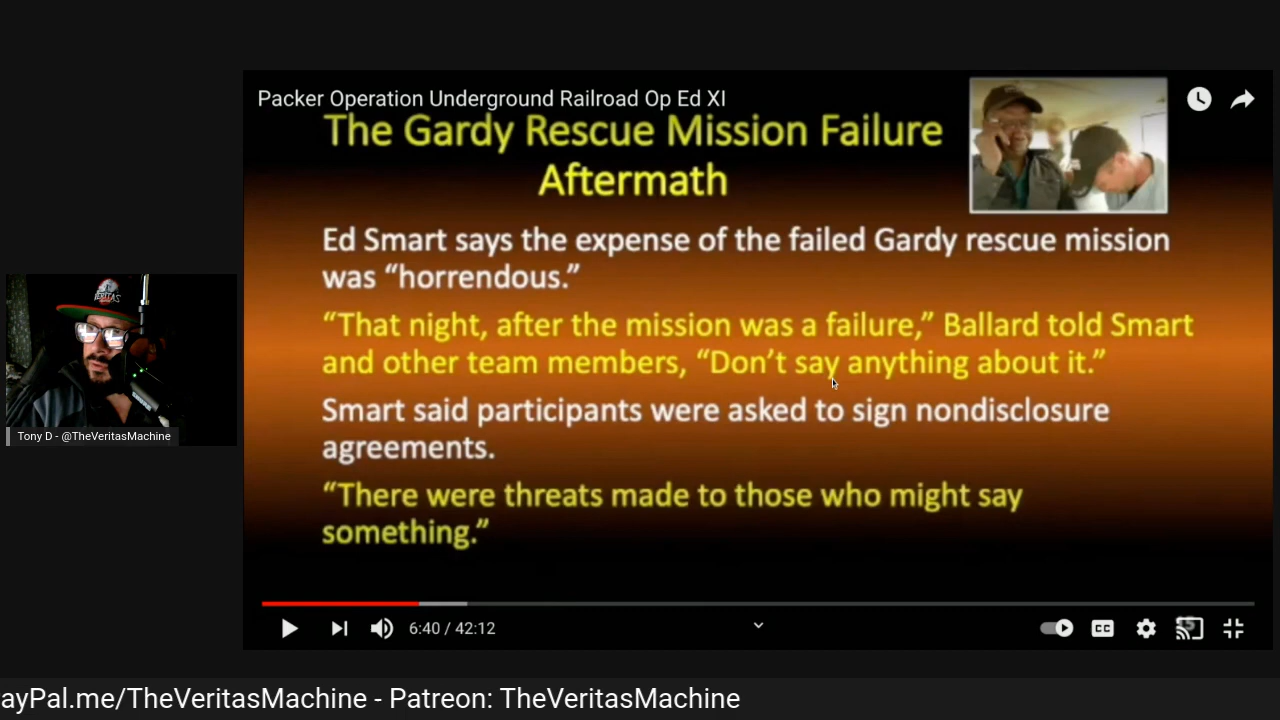 Packer Operation Underground Railroad Op Ed XI
The Gardy Rescue Mission Failure
Aftermath
Ed Smart says the expense of the failed Gardy rescue mission
was “horrendous.”
“That night, after the mission was a failure,” Ballard told Smart
and other team members, “Don’t say anything about it.”
Smart said participants were asked to sign nondisclosure
agreements.
“There were threats made to those who might say
something.”
VERITAS
Tony D - @TheVeritasMachine
6:40 / 42:12
CC
ayPal.me/TheVeritasMachine - Patreon: TheVeritasMachine